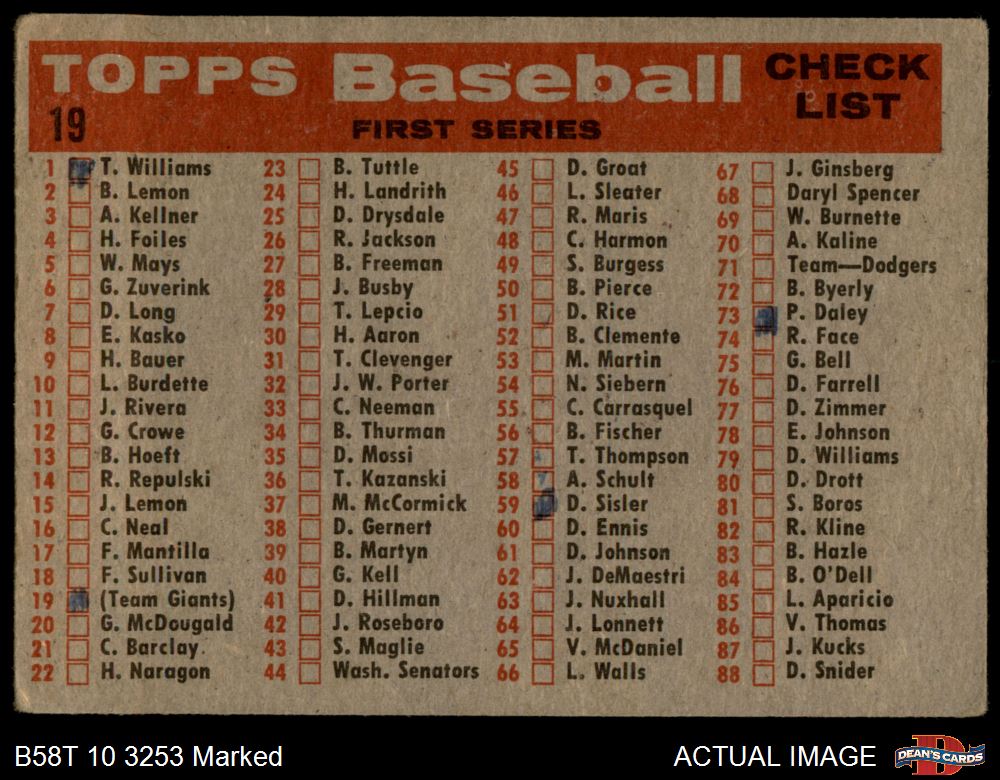 TOPPS Baseball CHECK LIST
19 FIRST SERIES
1 T. Williams
2 B. Lemon
3 A. Kellner
4 H. Foiles
5 W. Mays
6 G. Zuverink
7 D. Long
8 E. Kasko
9 H. Bauer
10 L. Burdette
11 J. Rivera
12 G. Crowe
13 B. Hoeft
14 R. Repulski
15 J. Lemon
16 C. Neal
17 F. Mantilla
18 F. Sullivan
19 (Team Giants)
20 G. McDougald
21 C. Barclay
22 H. Naragon
23 B. Tuttle
24 H. Landrith
25 D. Drysdale
26 R. Jackson
27 B. Freeman
28 J. Busby
29 T. Lepcio
30 H. Aaron
31 T. Clevenger
32 J. W. Porter
33 C. Neeman
34 B. Thurman
35 D. Mossi
36 T. Kazanski
37 M. McCormick
38 D. Gernert
39 B. Martyn
40 G. Kell
41 D. Hillman
42 J. Roseboro
43 S. Maglie
44 Wash. Senators
45 D. Groat
46 L. Sleater
47 R. Maris
48 C. Harmon
49 S. Burgess
50 B. Pierce
51 D. Rice
52 B. Clemente
53 M. Martin
54 N. Siebern
55 C. Carrasquel
56 B. Fischer
57 T. Thompson
58 A. Schult
59 D. Sisler
60 D. Ennis
61 D. Johnson
62 J. DeMaestri
63 J. Nuxhall
64 J. Lonnett
65 V. McDaniel
66 L. Walls
67 J. Ginsberg
68 Daryl Spencer
69 W. Burnette
70 A. Kaline
71 Team—Dodgers
72 B. Byerly
73 P. Daley
74 R. Face
75 G. Bell
76 D. Farrell
77 D. Zimmer
78 E. Johnson
79 D. Williams
80 D. Drott
81 S. Boros
82 R. Kline
83 B. Hazle
84 B. O'Dell
85 L. Aparicio
86 V. Thomas
87 J. Kucks
88 D. Snider
B58T 10 3253 Marked ACTUAL IMAGE DEAN'S CARDS